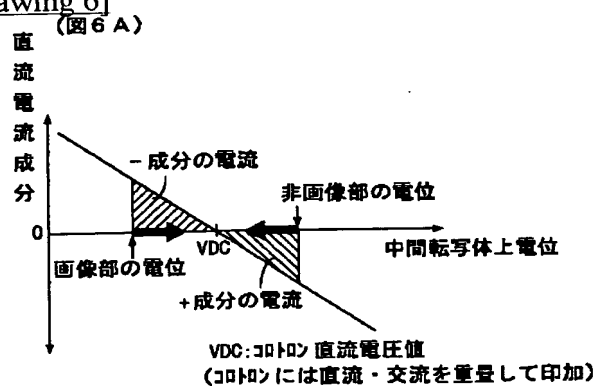 awing 6]
(図6A)
直流電流成分
-成分の電流
非画像部の電位
0
VDC
中間転写体上電位
画像部の電位
+成分の電流
VDC:コロトロン直流電圧値
(コロトロンには直流・交流を重畳して印加)